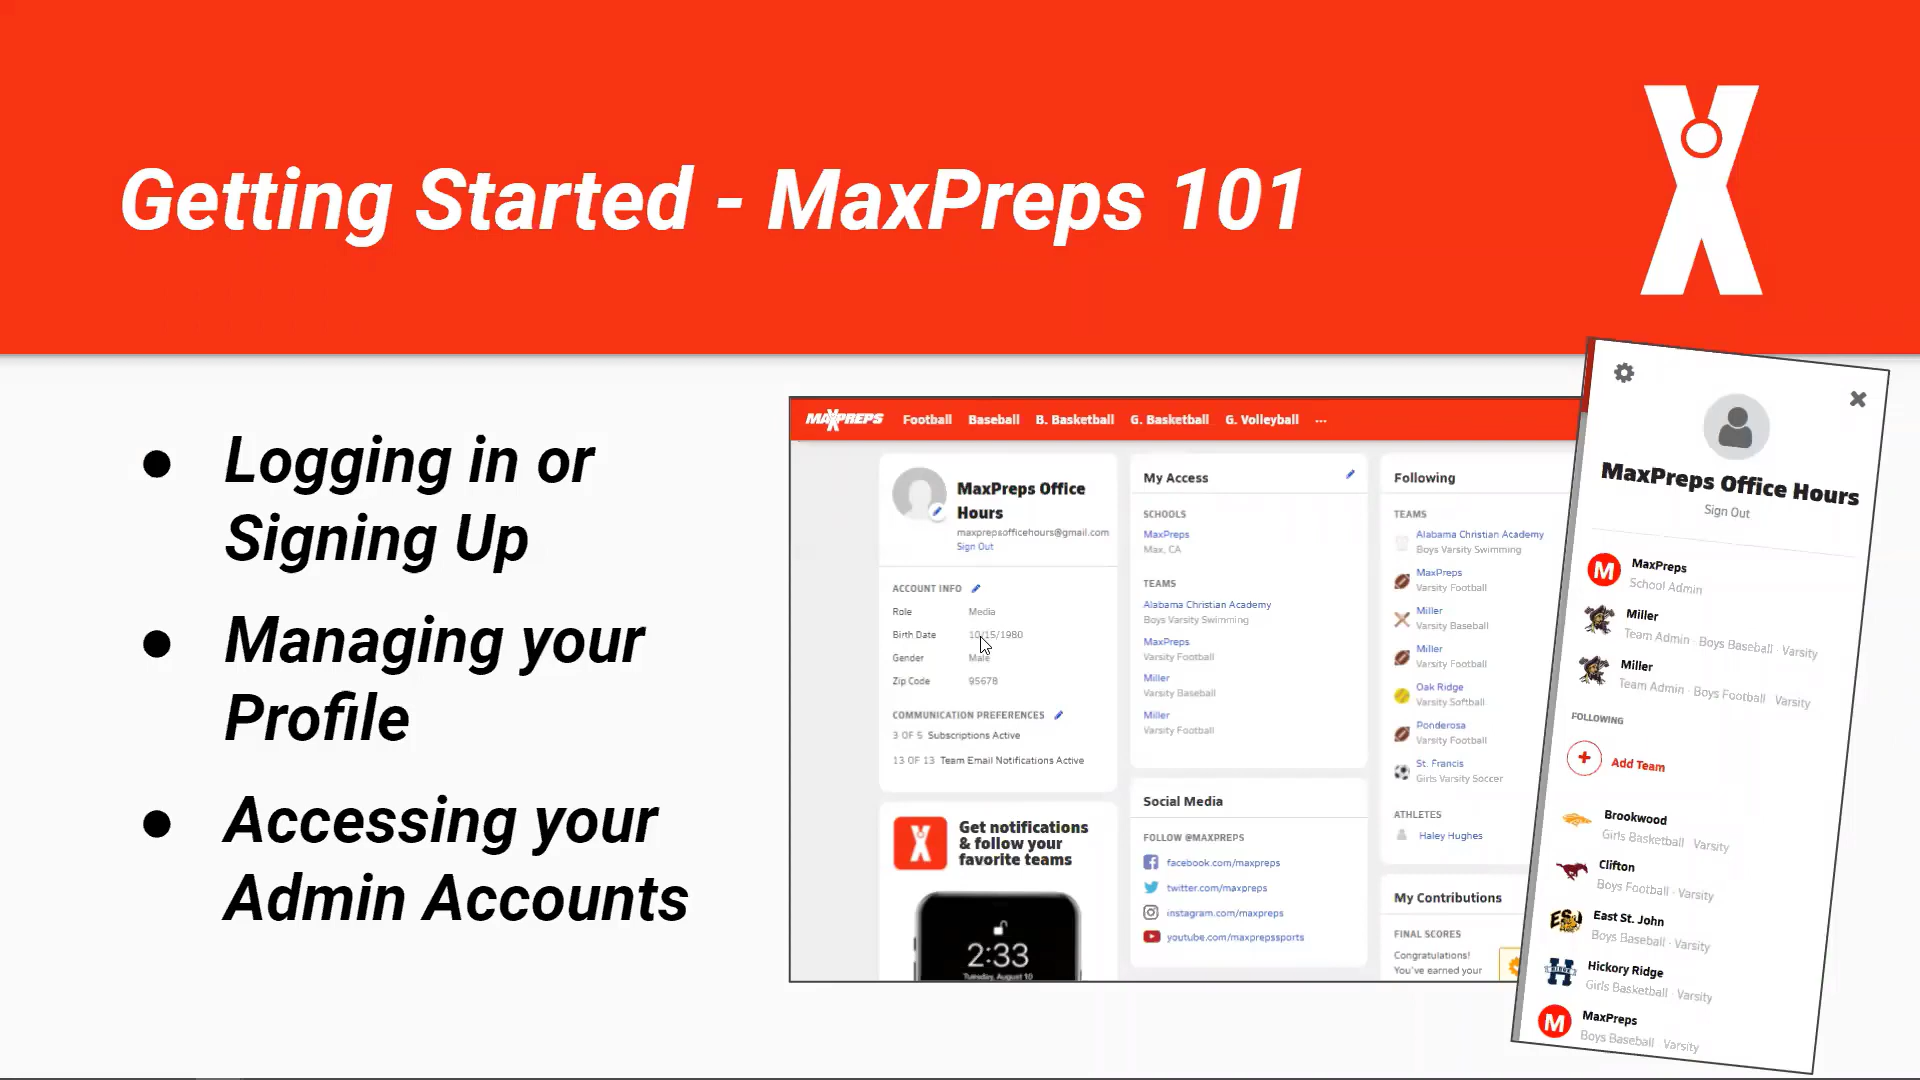 Getting Started - MaxPreps 101
Logging in or
Signing Up
Managing your
Profile
Accessing your
Admin Accounts
MAXPREPS Football Baseball B. Basketball G. Basketball G. Volleyball ...
MaxPreps Office
Hours
maxprepsofficehours@gmail.com
Sign Out
ACCOUNT INFO
Role Media
Birth Date 10/15/1980
Gender Male
Zip Code 95678
COMMUNICATION PREFERENCES
3 OF 5 Subscriptions Active
13 OF 13 Team Email Notifications Active
Get notifications
& follow your
favorite teams
2:33
Tuesday, August 10
My Access
SCHOOLS
MaxPreps
Max, CA
TEAMS
Alabama Christian Academy
Boys Varsity Swimming
MaxPreps
Varsity Football
Miller
Varsity Baseball
Miller
Varsity Football
Social Media
FOLLOW @MAXPREPS
facebook.com/maxpreps
twitter.com/maxpreps
instagram.com/maxpreps
youtube.com/maxprepssports
Following
TEAMS
Alabama Christian Academy
Boys Varsity Swimming
MaxPreps
Varsity Football
Miller
Varsity Baseball
Miller
Varsity Football
Oak Ridge
Varsity Softball
Ponderosa
Varsity Football
St. Francis
Girls Varsity Soccer
ATHLETES
Haley Hughes
My Contributions
FINAL SCORES
Congratulations!
You've earned your
MaxPreps Office Hours
Sign Out
M MaxPreps
School Admin
Miller
Team Admin · Boys Baseball · Varsity
Miller
Team Admin · Boys Football Varsity
FOLLOWING
+ Add Team
Brookwood
Girls Basketball Varsity
Clifton
Boys Football · Varsity
East St. John
Boys Baseball · Varsity
Hickory Ridge
Girls Basketball · Varsity
M MaxPreps
Boys Baseball Varsity